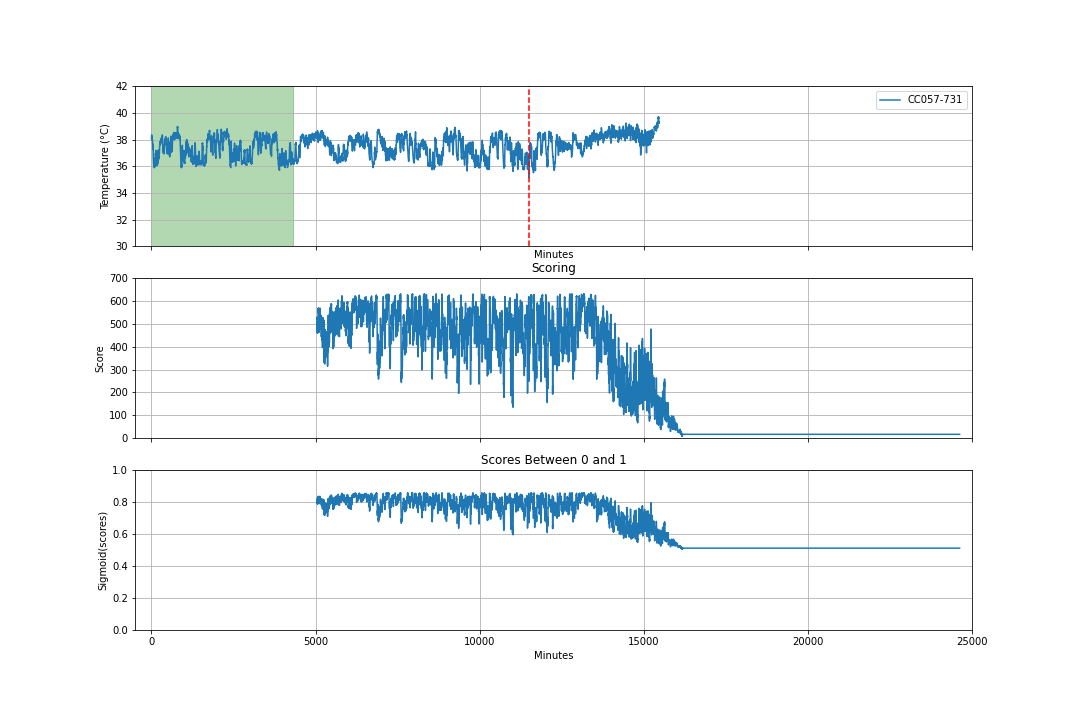 42
40
38
36
34
32
30
Temperature (°C)
CC057-731
Minutes
Scoring
700
600
500
400
300
200
100
0
Score
Scores Between 0 and 1
1.0
0.8
0.6
0.4
0.2
0.0
Sigmoid(scores)
0 5000 10000 15000 20000 25000
Minutes